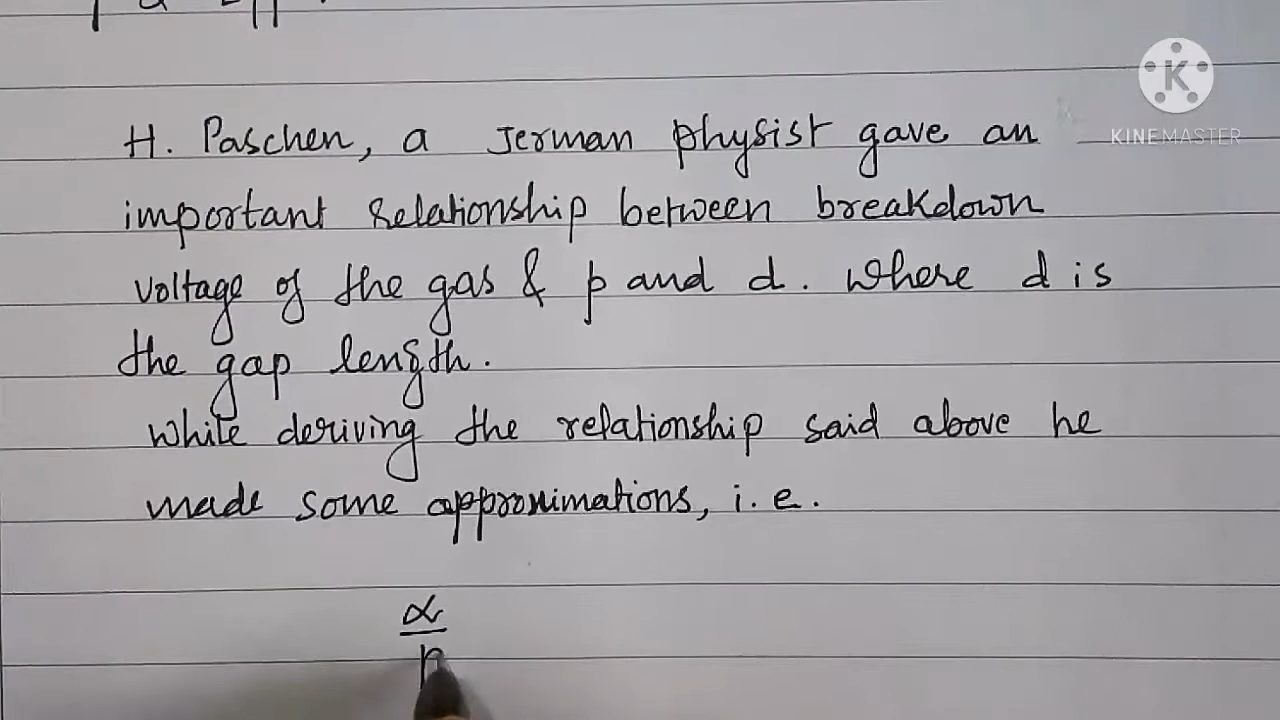 H. Paschen, a Jerman physist gave an
important relationship between breakdown
voltage of the gas & p and d. Where d is
the gap length.
While deriving the relationship said above he
made some approximations, i.e.
α
p
K
KINEMASTER